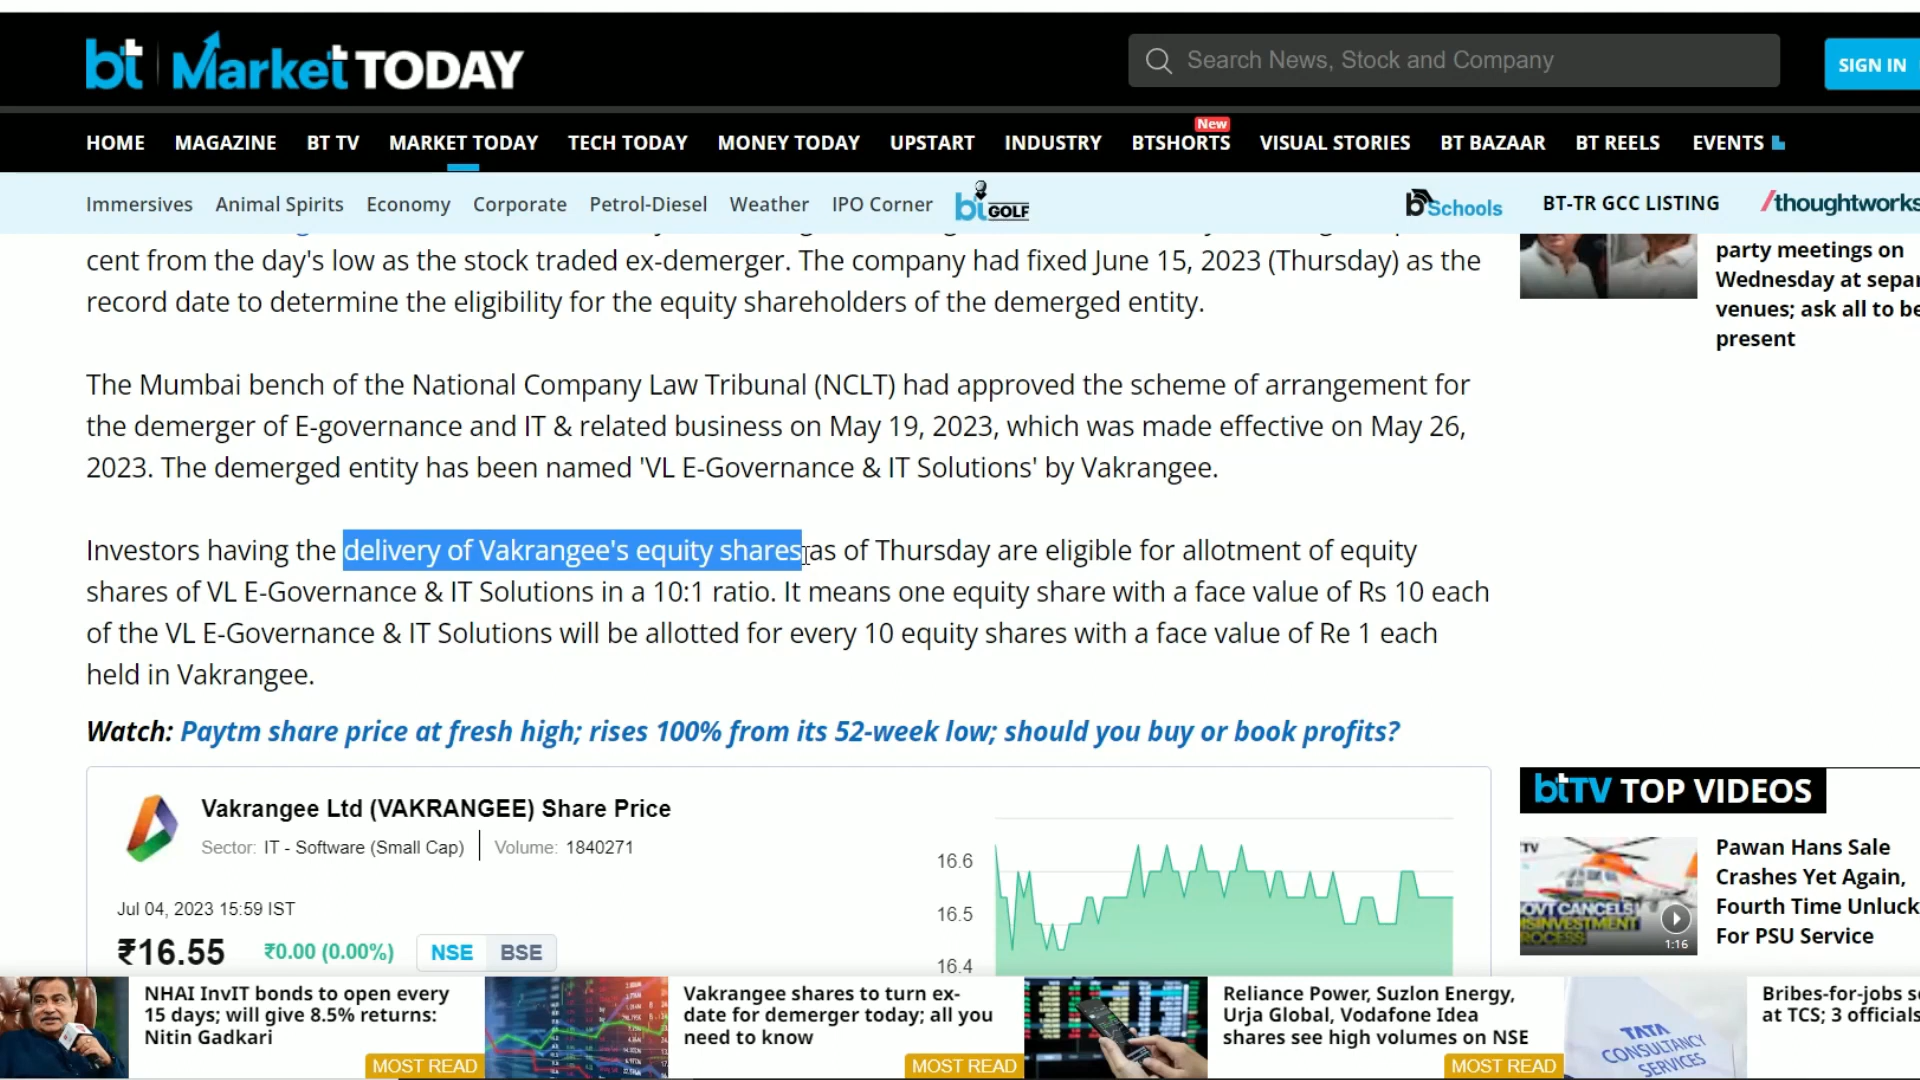 bt Market TODAY
Search News, Stock and Company
SIGN IN
HOME MAGAZINE BT TV MARKET TODAY TECH TODAY MONEY TODAY UPSTART INDUSTRY BTSHORTS New VISUAL STORIES BT BAZAAR BT REELS EVENTS
Immersives Animal Spirits Economy Corporate Petrol-Diesel Weather IPO Corner bt GOLF b Schools BT-TR GCC LISTING /thoughtworks
cent from the day's low as the stock traded ex-demerger. The company had fixed June 15, 2023 (Thursday) as the
record date to determine the eligibility for the equity shareholders of the demerged entity.
The Mumbai bench of the National Company Law Tribunal (NCLT) had approved the scheme of arrangement for
the demerger of E-governance and IT & related business on May 19, 2023, which was made effective on May 26,
2023. The demerged entity has been named 'VL E-Governance & IT Solutions' by Vakrangee.
Investors having the delivery of Vakrangee's equity shares as of Thursday are eligible for allotment of equity
shares of VL E-Governance & IT Solutions in a 10:1 ratio. It means one equity share with a face value of Rs 10 each
of the VL E-Governance & IT Solutions will be allotted for every 10 equity shares with a face value of Re 1 each
held in Vakrangee.
Watch: Paytm share price at fresh high; rises 100% from its 52-week low; should you buy or book profits?
Vakrangee Ltd (VAKRANGEE) Share Price
Sector: IT - Software (Small Cap) Volume: 1840271
Jul 04, 2023 15:59 IST
₹16.55 ₹0.00 (0.00%) NSE BSE
16.6
16.5
16.4
party meetings on
Wednesday at separ
venues; ask all to be
present
btTV TOP VIDEOS
TV
OVT CANCELS
ISINVESTMENT
ROCESS
1:16
Pawan Hans Sale
Crashes Yet Again,
Fourth Time Unluck
For PSU Service
NHAI InvIT bonds to open every
15 days; will give 8.5% returns:
Nitin Gadkari
MOST READ
Vakrangee shares to turn ex-
date for demerger today; all you
need to know
MOST READ
Reliance Power, Suzlon Energy,
Urja Global, Vodafone Idea
shares see high volumes on NSE
MOST READ
TATA
CONSULTANCY
SERVICES
Bribes-for-jobs s
at TCS; 3 officials